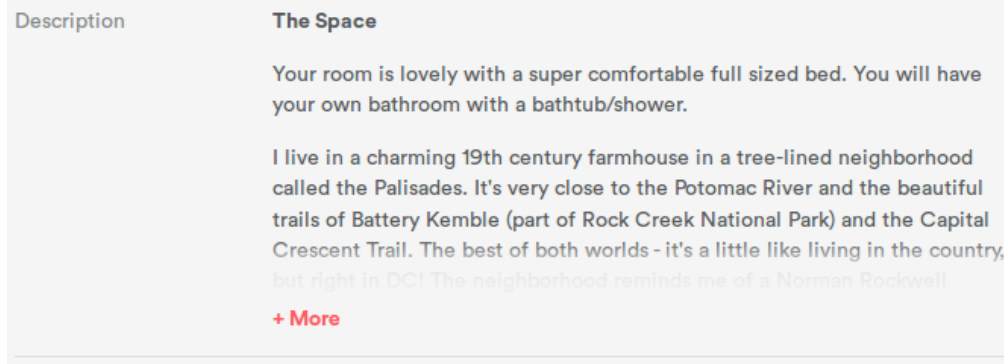 Description
The Space
Your room is lovely with a super comfortable full sized bed. You will have
your own bathroom with a bathtub/shower.
I live in a charming 19th century farmhouse in a tree-lined neighborhood
called the Palisades. It's very close to the Potomac River and the beautiful
trails of Battery Kemble (part of Rock Creek National Park) and the Capital
Crescent Trail. The best of both worlds - it's a little like living in the country,
but right in DC! The neighborhood reminds me of a Norman Rockwell
+ More